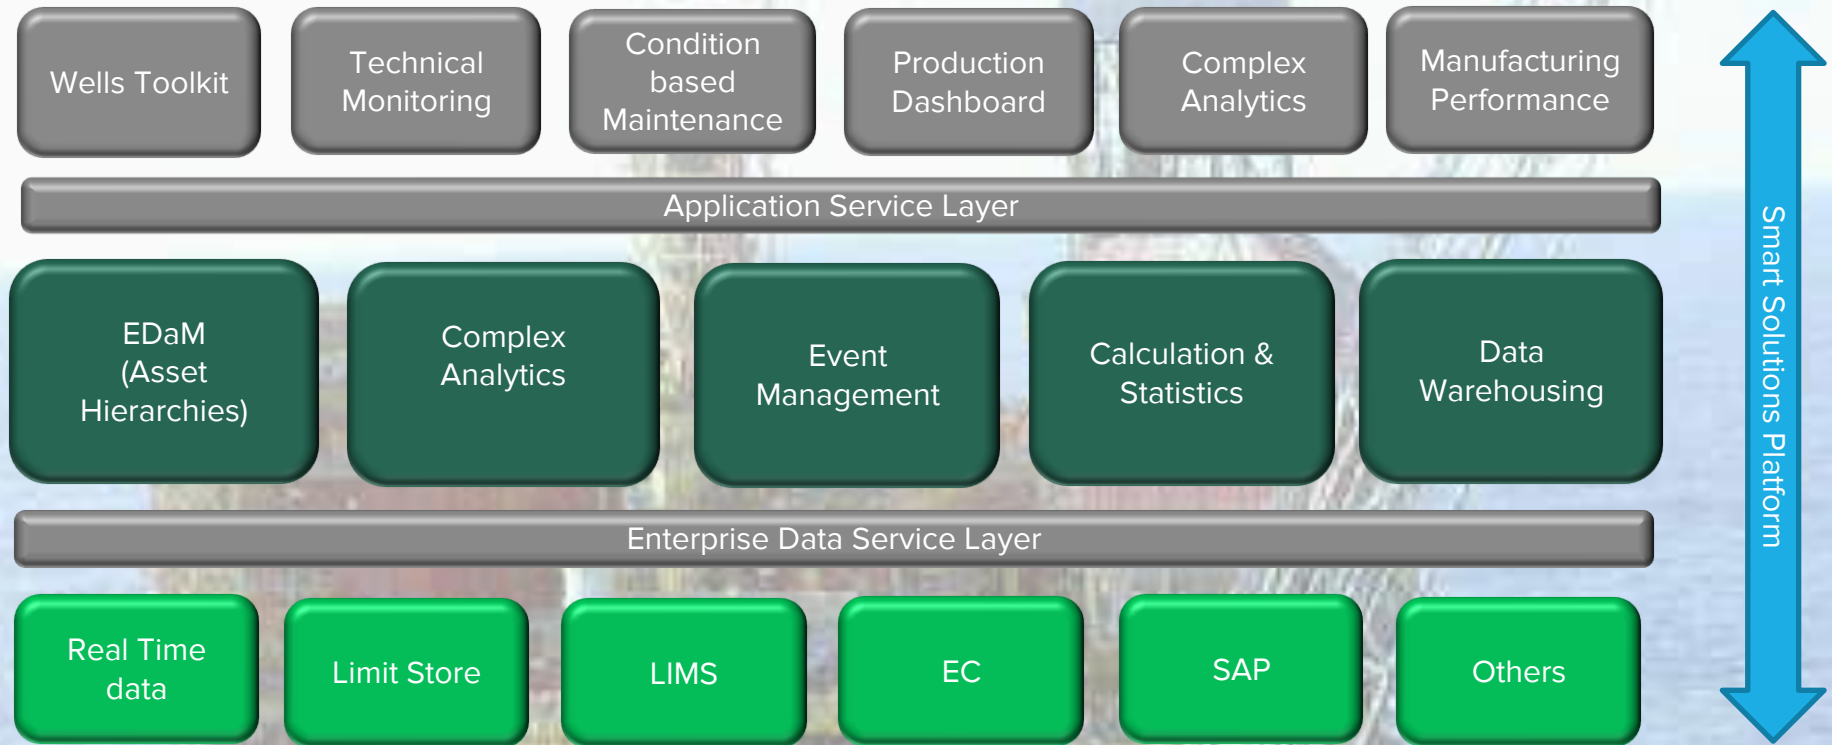 Wells Toolkit
Technical
Monitoring
Condition
based
Maintenance
Production
Dashboard
Complex
Analytics
Manufacturing
Performance
Application Service Layer
EDaM
(Asset
Hierarchies)
Complex
Analytics
Event
Management
Calculation &
Statistics
Data
Warehousing
Enterprise Data Service Layer
Real Time
data
Limit Store
LIMS
EC
SAP
Others
Smart Solutions Platform